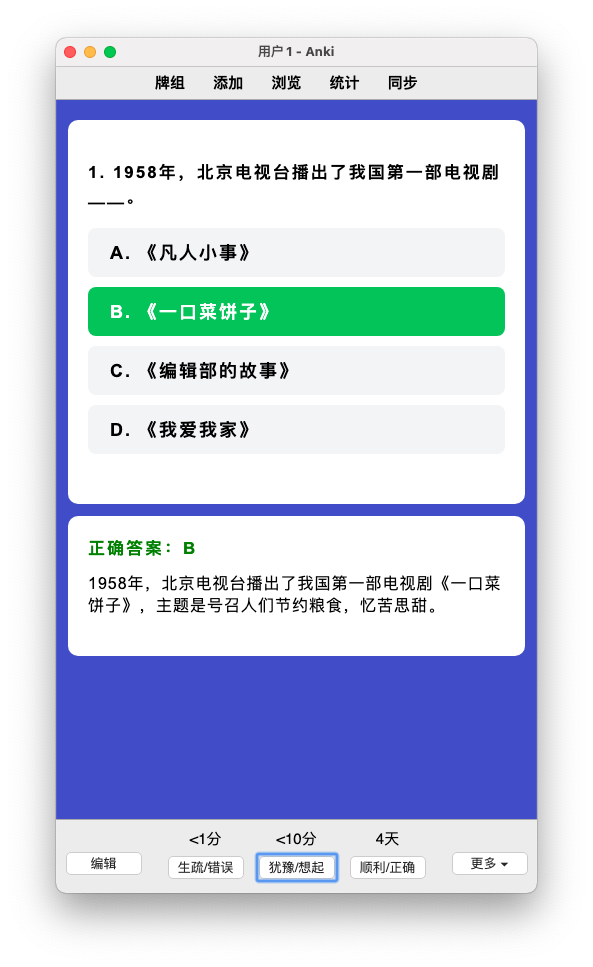 用户 1 - Anki
牌组 添加 浏览 统计 同步
1. 1958年，北京电视台播出了我国第一部电视剧
——。
A. 《凡人小事》
B. 《一口菜饼子》
C. 《编辑部的故事》
D. 《我爱我家》
正确答案：B
1958年，北京电视台播出了我国第一部电视剧《一口菜
饼子》，主题是号召人们节约粮食，忆苦思甜。
<1分 <10分 4天
编辑 生疏/错误 犹豫/想起 顺利/正确 更多